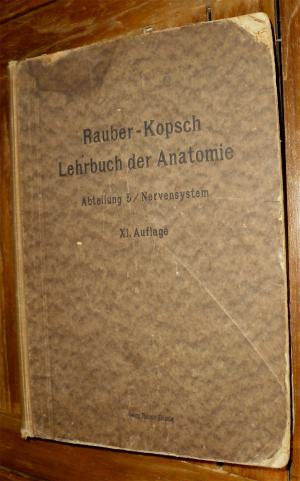 Rauber-Kopsch
Lehrbuch der Anatomie
Abteilung 5/Nervensystem
XI. Auflage